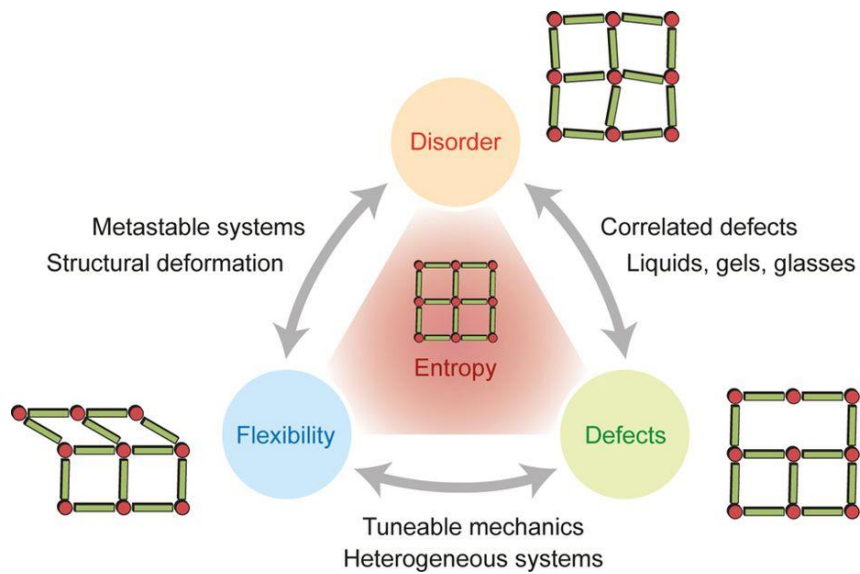 Disorder
Metastable systems
Structural deformation
Correlated defects
Liquids, gels, glasses
Entropy
Flexibility
Defects
Tuneable mechanics
Heterogeneous systems